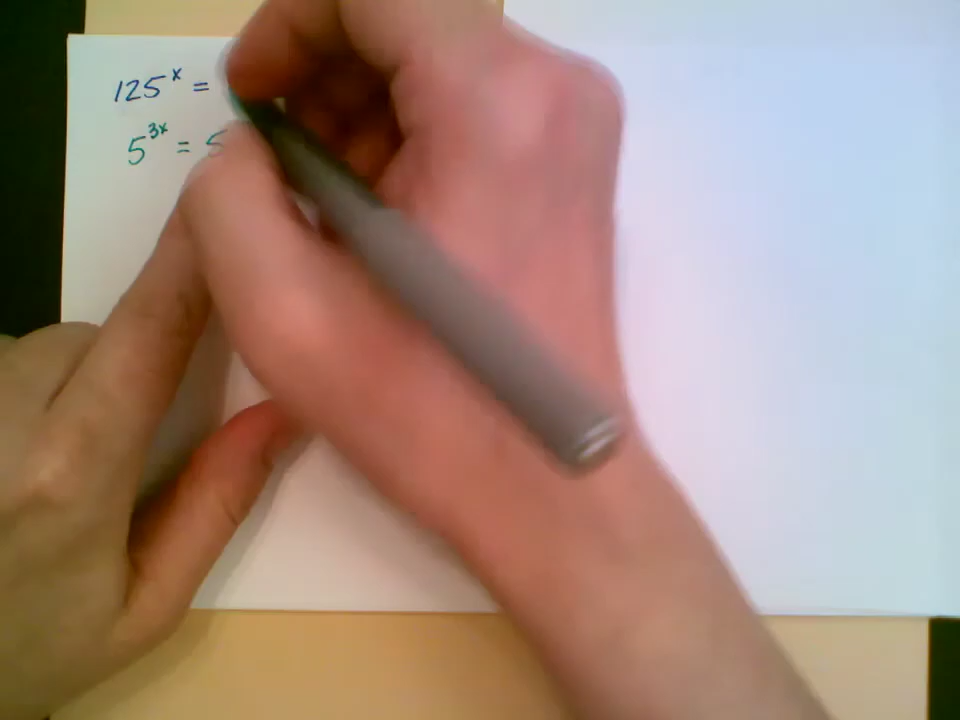 125^x =
5^{3x} = 5